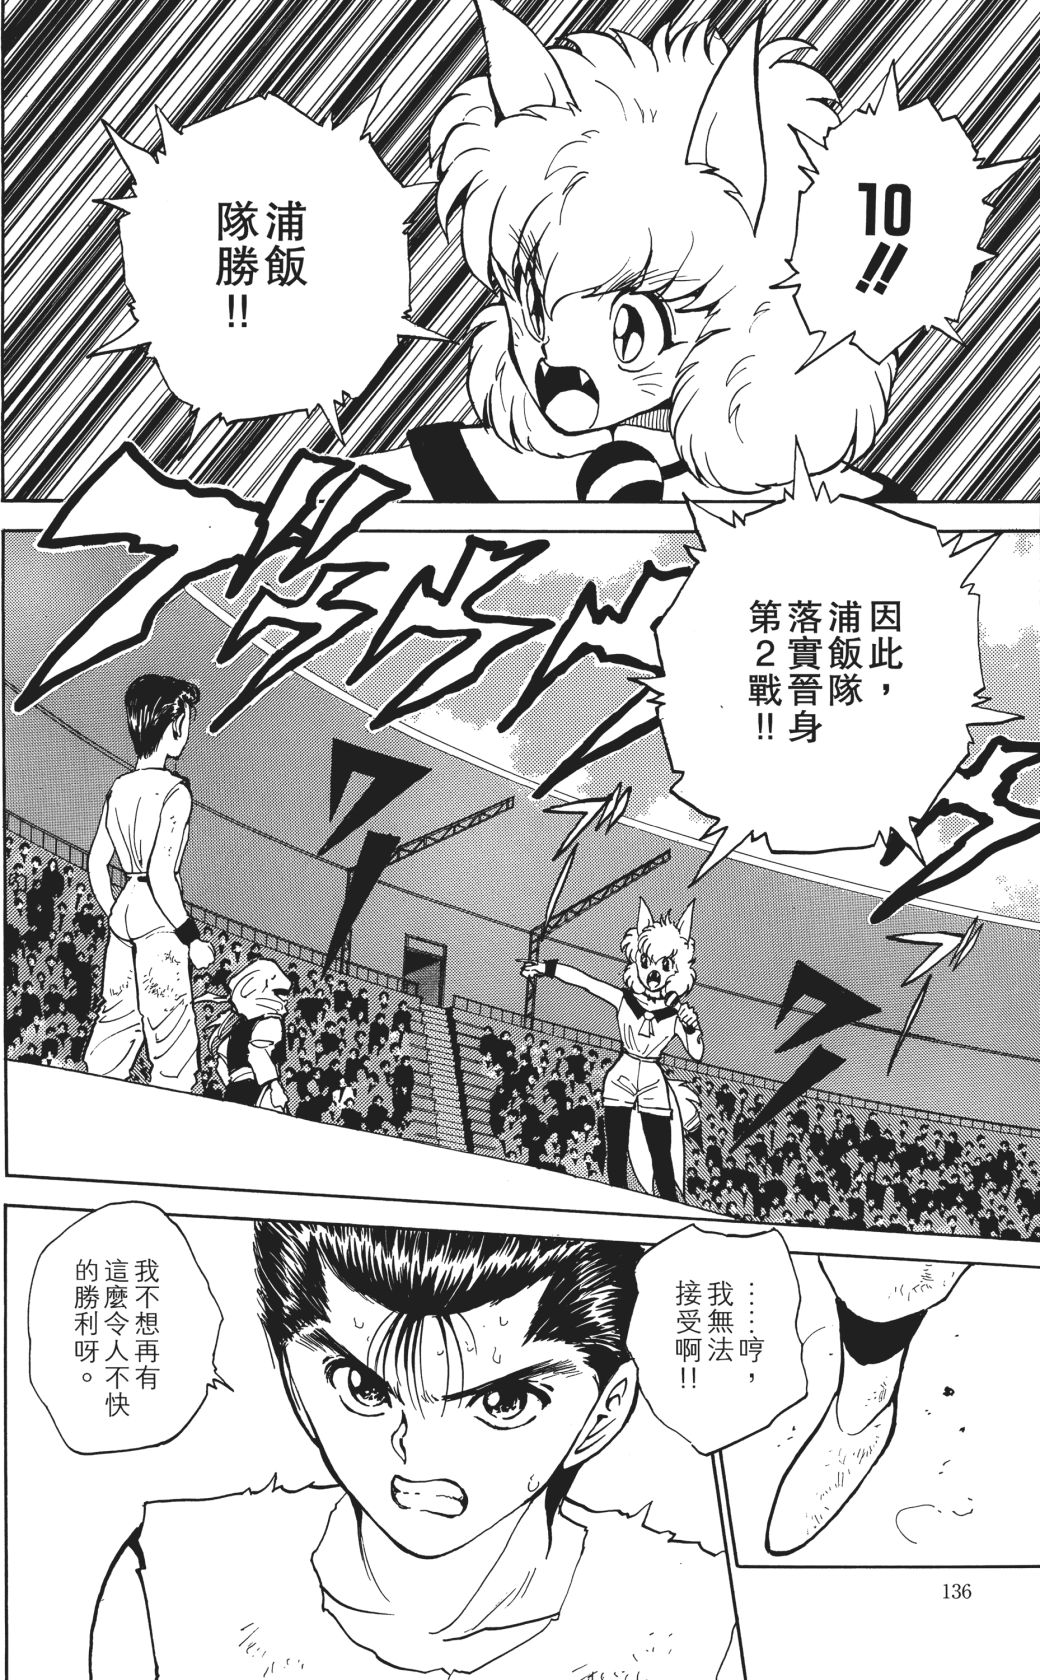 10!!
浦飯
隊勝!!
因此，
浦飯隊
落實晉身
第2戰!!
……哼，
我無法
接受啊!!
我不想再有
這麼令人不快
的勝利呀。
136